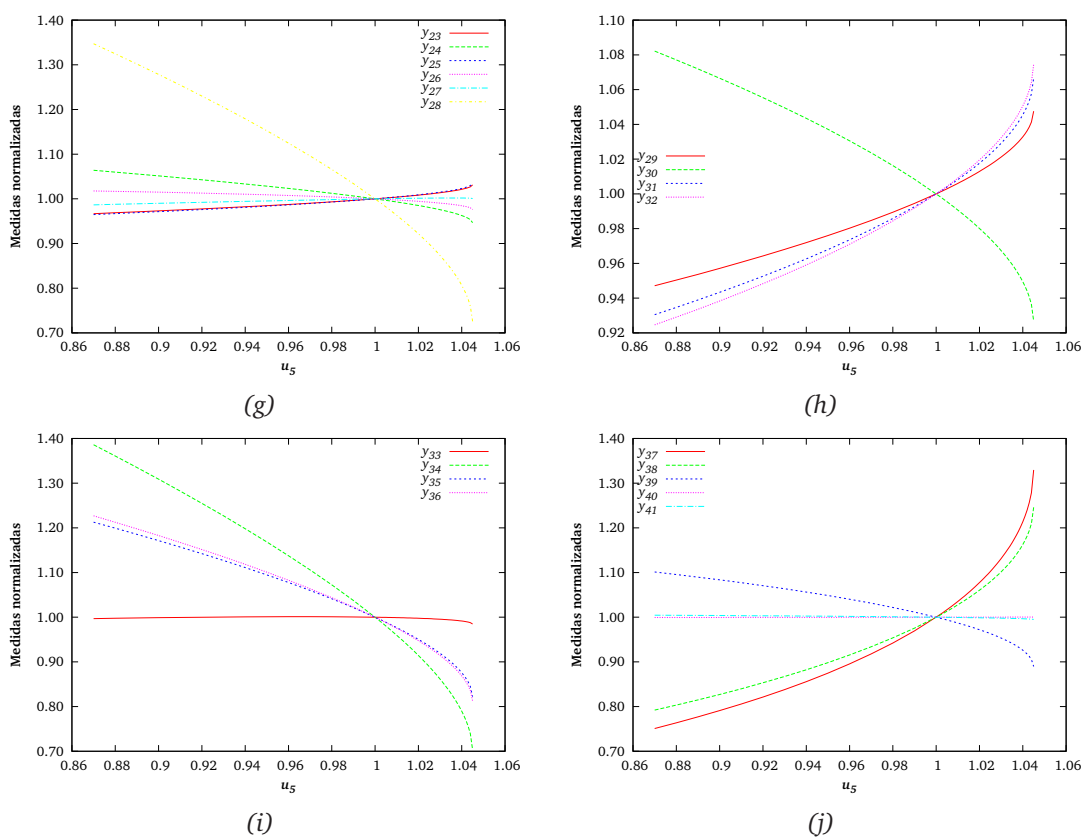 1.40
1.30
1.20
1.10
1.00
0.90
0.80
0.70
Medidas normalizadas
0.86 0.88 0.9 0.92 0.94 0.96 0.98 1 1.02 1.04 1.06
u5
y23
y24
y25
y26
y27
y28
(g)
1.10
1.08
1.06
1.04
1.02
1.00
0.98
0.96
0.94
0.92
Medidas normalizadas
0.86 0.88 0.9 0.92 0.94 0.96 0.98 1 1.02 1.04 1.06
u5
y29
y30
y31
y32
(h)
1.40
1.30
1.20
1.10
1.00
0.90
0.80
0.70
Medidas normalizadas
0.86 0.88 0.9 0.92 0.94 0.96 0.98 1 1.02 1.04 1.06
u5
y33
y34
y35
y36
(i)
1.40
1.30
1.20
1.10
1.00
0.90
0.80
0.70
Medidas normalizadas
0.86 0.88 0.9 0.92 0.94 0.96 0.98 1 1.02 1.04 1.06
u5
y37
y38
y39
y40
y41
(j)